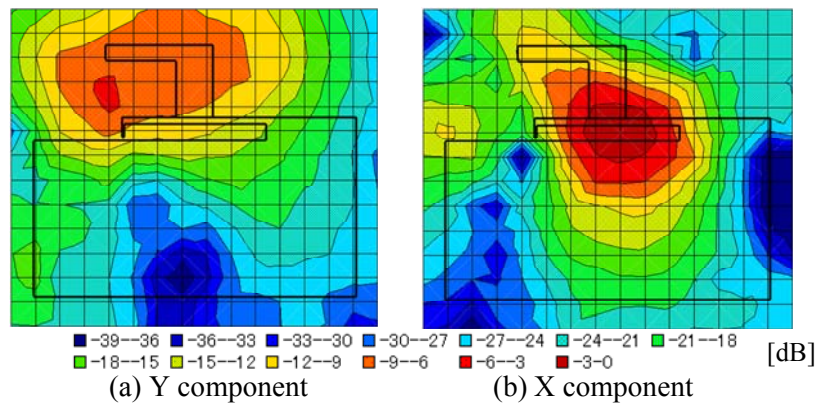 -39--36 -36--33 -33--30 -30--27 -27--24 -24--21 -21--18
-18--15 -15--12 -12--9 -9--6 -6--3 -3-0 [dB]
(a) Y component (b) X component